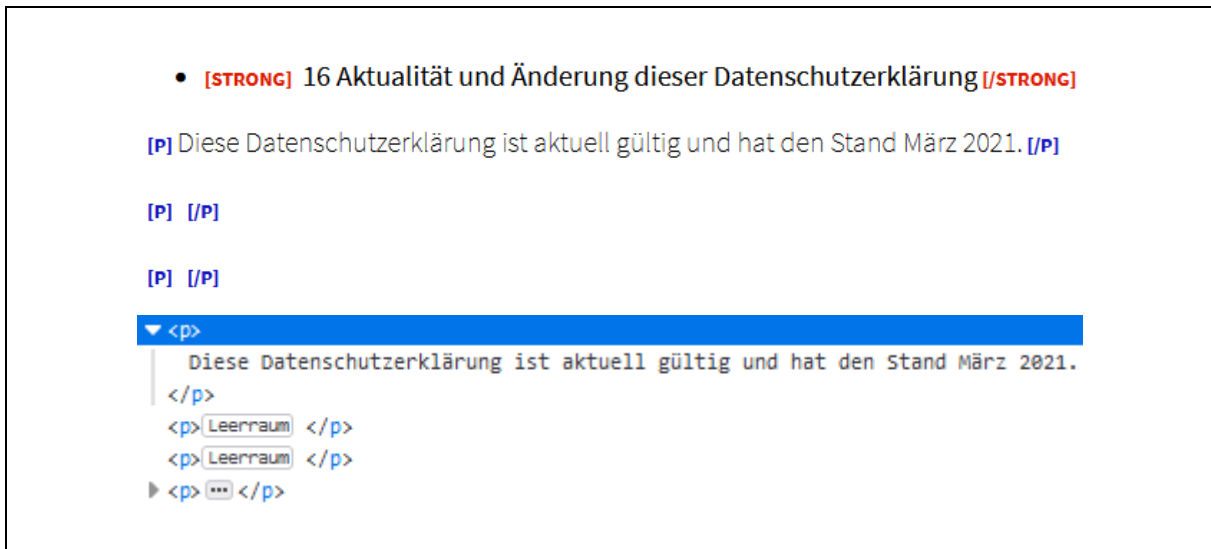 • [STRONG] 16 Aktualität und Änderung dieser Datenschutzerklärung [/STRONG]
[P] Diese Datenschutzerklärung ist aktuell gültig und hat den Stand März 2021. [/P]
[P] [/P]
[P] [/P]
<p>
Diese Datenschutzerklärung ist aktuell gültig und hat den Stand März 2021.
</p>
<p>Leerraum </p>
<p>Leerraum </p>
<p>⋯</p>